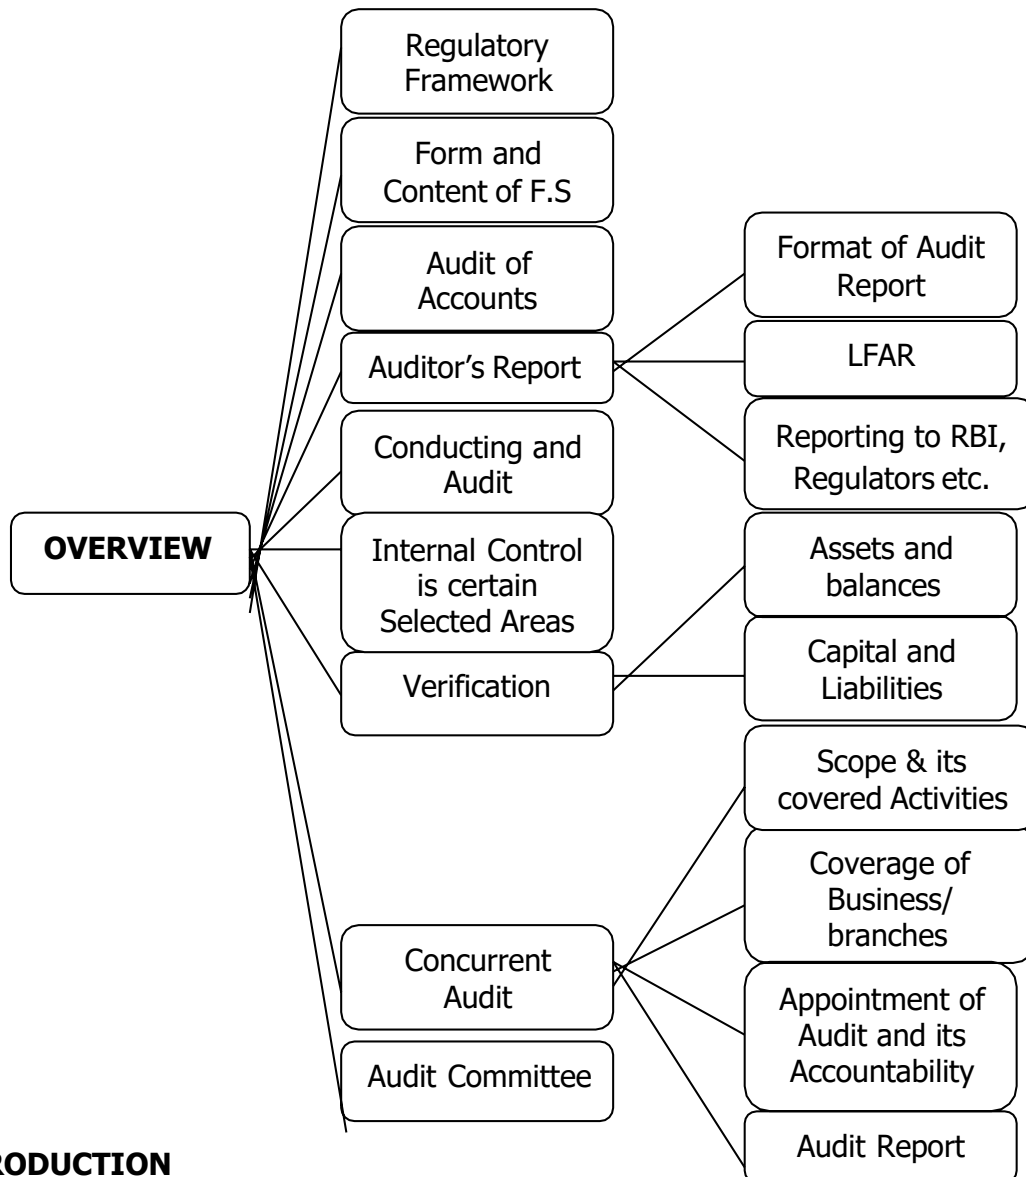 Regulatory
Framework
Form and
Content of F.S
Audit of
Accounts
Auditor’s Report
Conducting and
Audit
OVERVIEW
Internal Control
is certain
Selected Areas
Verification
Concurrent
Audit
Audit Committee
Format of Audit
Report
LFAR
Reporting to RBI,
Regulators etc.
Assets and
balances
Capital and
Liabilities
Scope & its
covered Activities
Coverage of
Business/
branches
Appointment of
Audit and its
Accountability
Audit Report
RODUCTION